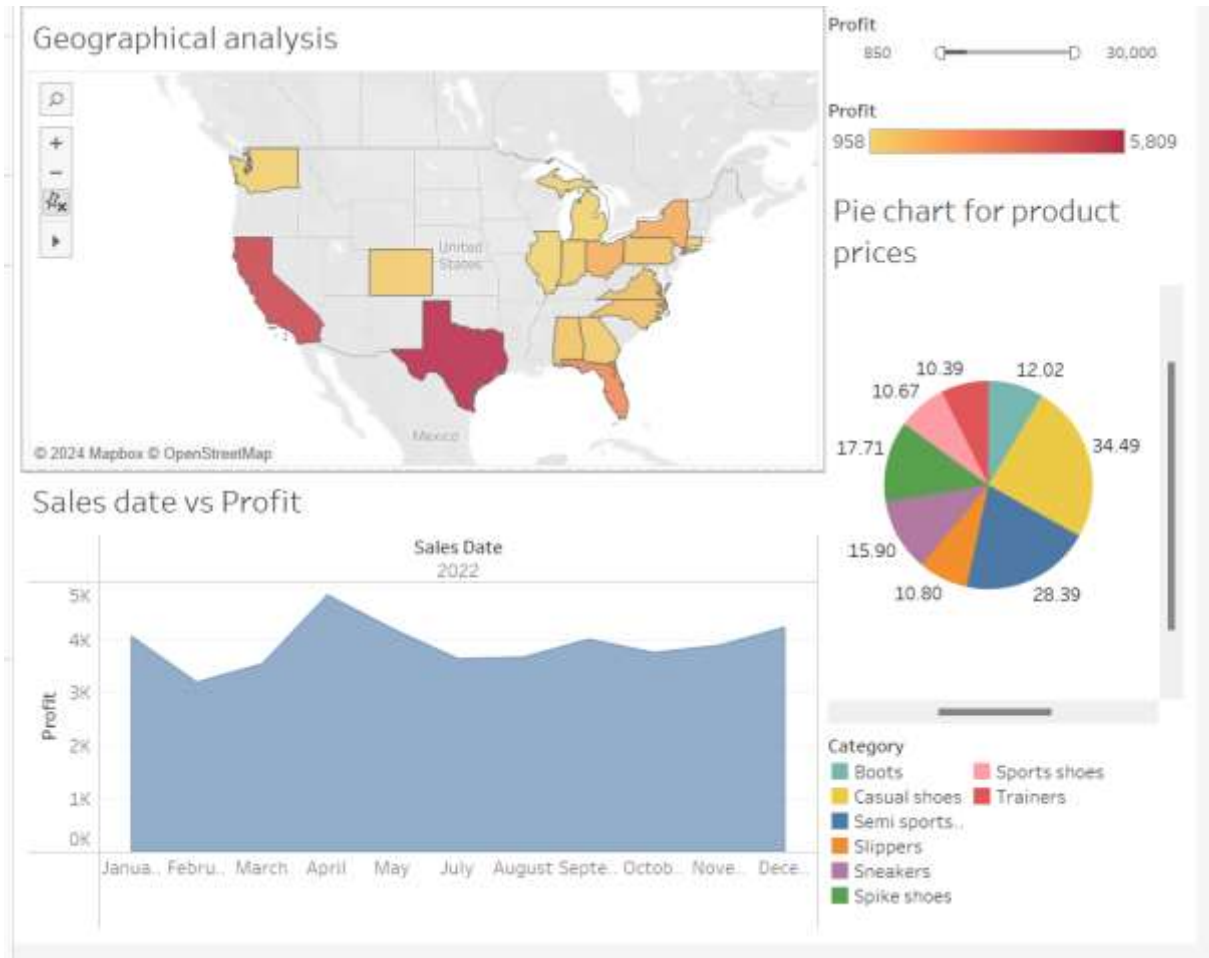 Geographical analysis
United
States
Mexico
© 2024 Mapbox © OpenStreetMap
Profit
850 30,000
Profit
958 5,809
Pie chart for product
prices
10.39 12.02
10.67
34.49
17.71
15.90
10.80 28.39
Sales date vs Profit
Sales Date
2022
Profit
5K
4K
3K
2K
1K
0K
Janua.. Febru.. March April May July August Septe.. Octob.. Nove.. Dece..
Category
Boots Sports shoes
Casual shoes Trainers
Semi sports..
Slippers
Sneakers
Spike shoes